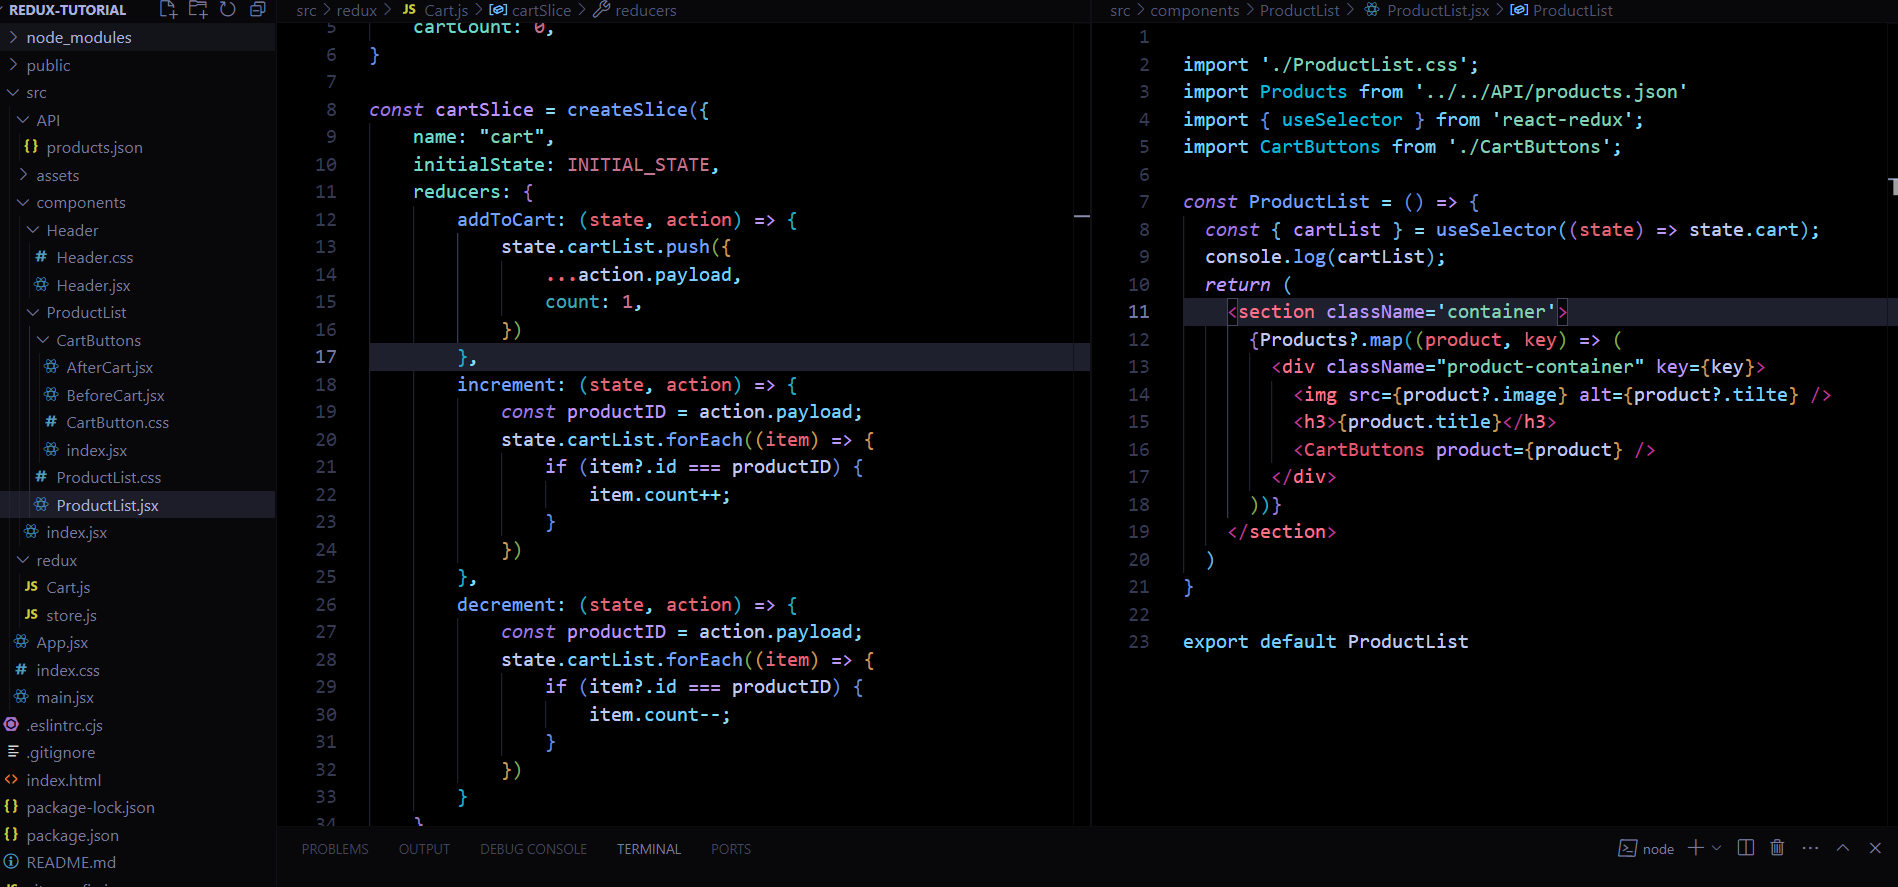 REDUX-TUTORIAL
node_modules
public
src
API
{} products.json
assets
components
Header
# Header.css
Header.jsx
ProductList
CartButtons
AfterCart.jsx
BeforeCart.jsx
# CartButton.css
index.jsx
# ProductList.css
ProductList.jsx
index.jsx
redux
JS Cart.js
JS store.js
App.jsx
# index.css
main.jsx
.eslintrc.cjs
.gitignore
<> index.html
{} package-lock.json
{} package.json
README.md
src > redux > JS Cart.js > cartSlice > reducers
5 cartCount: 0,
6 }
7
8 const cartSlice = createSlice({
9 name: "cart",
10 initialState: INITIAL_STATE,
11 reducers: {
12 addToCart: (state, action) => {
13 state.cartList.push({
14 ...action.payload,
15 count: 1,
16 })
17 },
18 increment: (state, action) => {
19 const productID = action.payload;
20 state.cartList.forEach((item) => {
21 if (item?.id === productID) {
22 item.count++;
23 }
24 })
25 },
26 decrement: (state, action) => {
27 const productID = action.payload;
28 state.cartList.forEach((item) => {
29 if (item?.id === productID) {
30 item.count--;
31 }
32 })
33 }
34 }
src > components > ProductList > ProductList.jsx > ProductList
1
2 import './ProductList.css';
3 import Products from '../../API/products.json'
4 import { useSelector } from 'react-redux';
5 import CartButtons from './CartButtons';
6
7 const ProductList = () => {
8 const { cartList } = useSelector((state) => state.cart);
9 console.log(cartList);
10 return (
11 <section className='container'>
12 {Products?.map((product, key) => (
13 <div className="product-container" key={key}>
14 <img src={product?.image} alt={product?.tilte} />
15 <h3>{product.title}</h3>
16 <CartButtons product={product} />
17 </div>
18 ))}
19 </section>
20 )
21 }
22
23 export default ProductList
PROBLEMS OUTPUT DEBUG CONSOLE TERMINAL PORTS
node